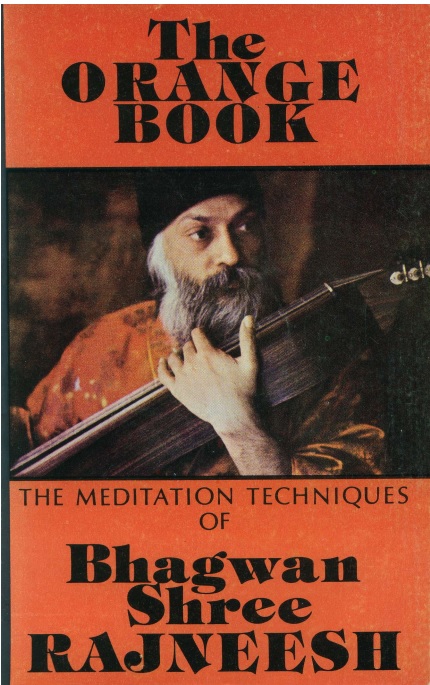 The
ORANGE
BOOK
THE MEDITATION TECHNIQUES
OF
Bhagwan
Shree
RAJNEESH